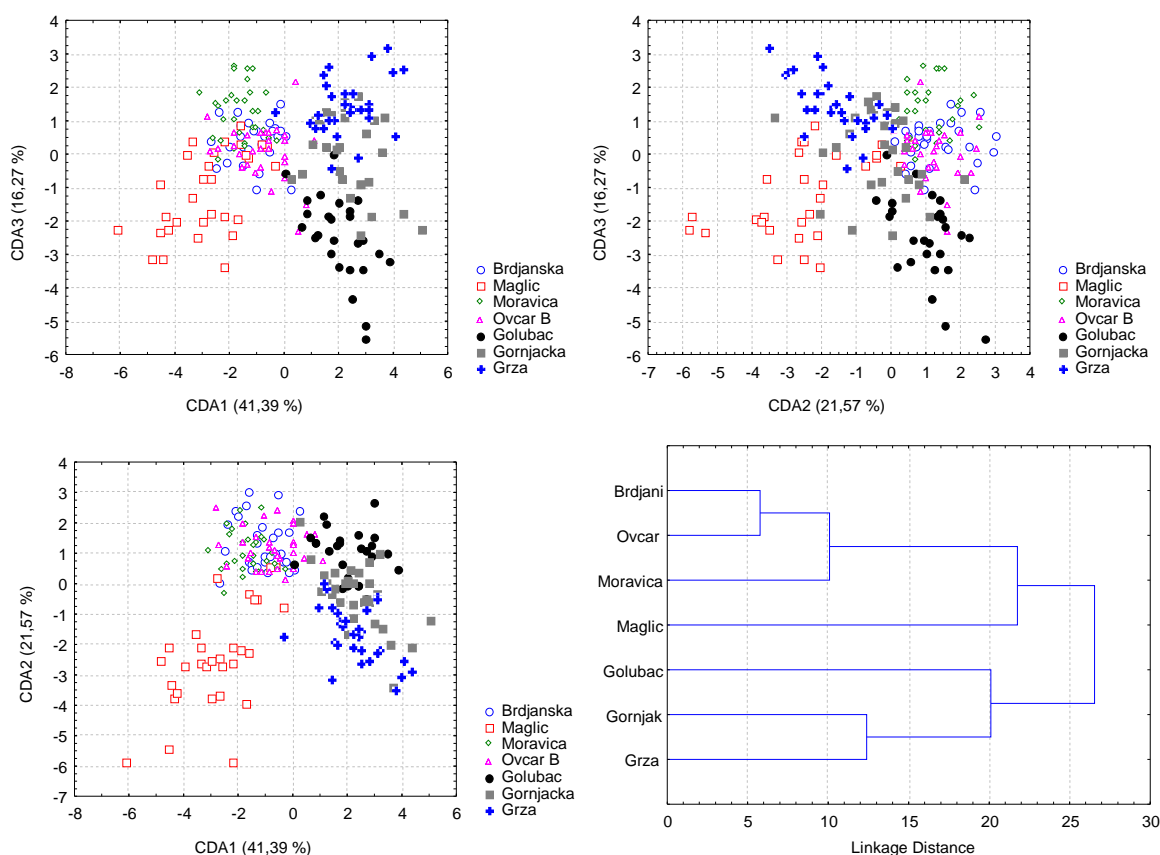 4
3
2
1
0
-1
-2
-3
-4
-5
-6
CDA3 (16,27 %)
-8 -6 -4 -2 0 2 4 6
CDA1 (41,39 %)
Brdjanska
Maglic
Moravica
Ovcar B
Golubac
Gornjacka
Grza
4
3
2
1
0
-1
-2
-3
-4
-5
-6
CDA3 (16,27 %)
-7 -6 -5 -4 -3 -2 -1 0 1 2 3 4
CDA2 (21,57 %)
Brdjanska
Maglic
Moravica
Ovcar B
Golubac
Gornjacka
Grza
4
3
2
1
0
-1
-2
-3
-4
-5
-6
-7
CDA2 (21,57 %)
-8 -6 -4 -2 0 2 4 6
CDA1 (41,39 %)
Brdjanska
Maglic
Moravica
Ovcar B
Golubac
Gornjacka
Grza
Brdjani
Ovcar
Moravica
Maglic
Golubac
Gornjak
Grza
0 5 10 15 20 25 30
Linkage Distance